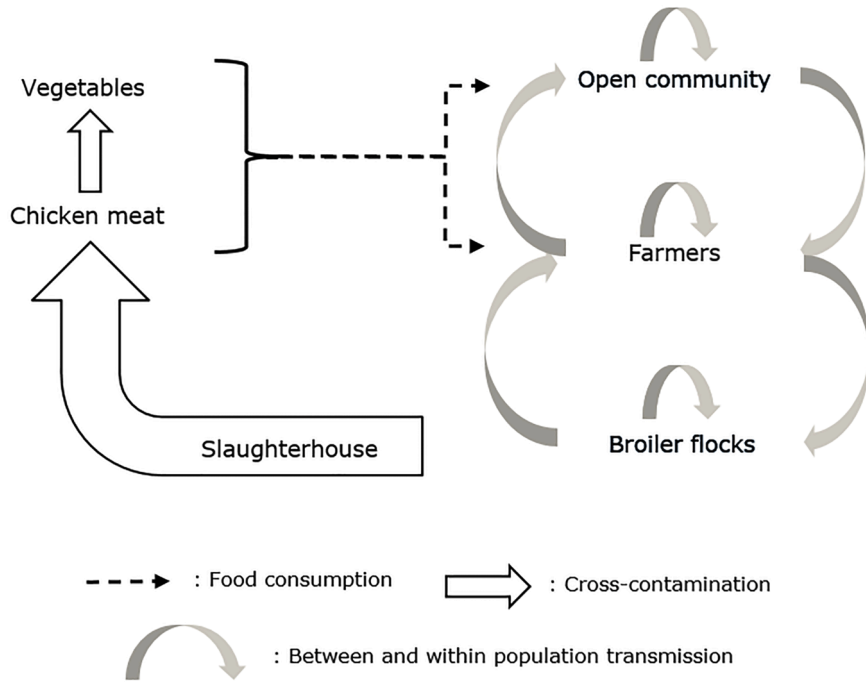 Vegetables
Chicken meat
Slaughterhouse
Open community
Farmers
Broiler flocks
: Food consumption
: Cross-contamination
: Between and within population transmission